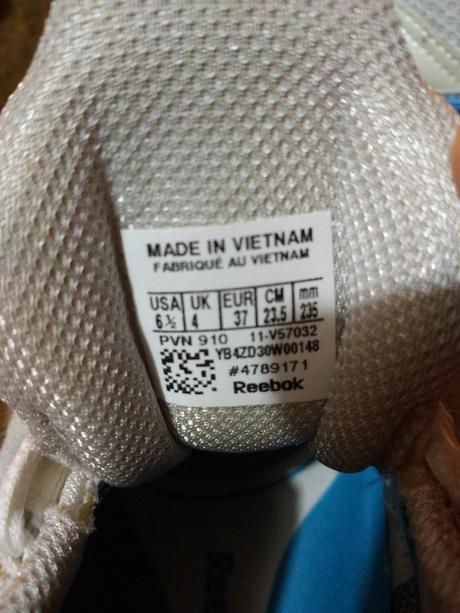 MADE IN VIETNAM
FABRIQUÉ AU VIETNAM
USA UK EUR CM mm
6½ 4 37 23.5 235
PVN 910 11-V57032
YB4ZD30W00148
#4789171
Reebok